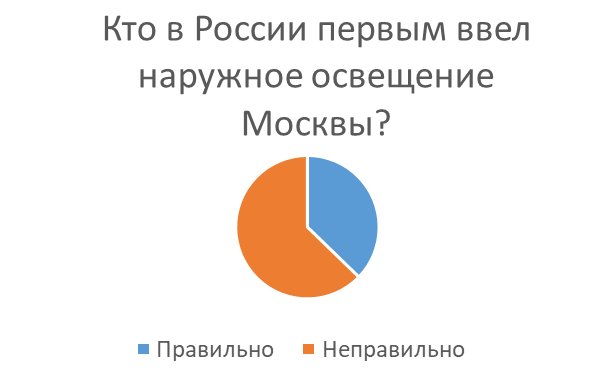 Кто в России первым ввел
наружное освещение
Москвы?
Правильно
Неправильно